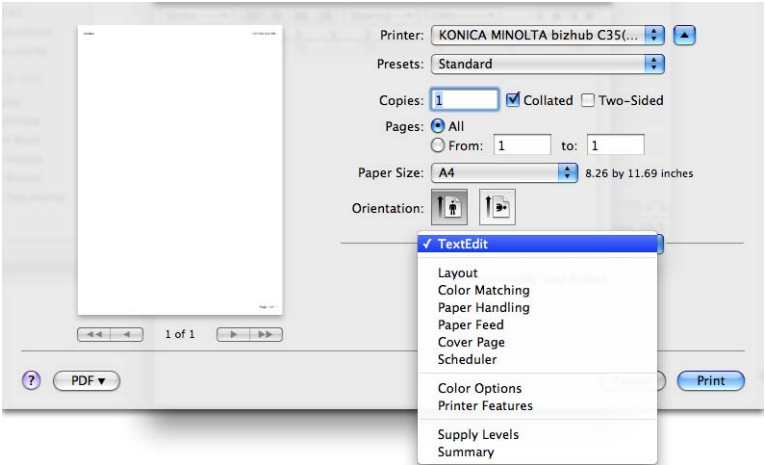 Printer: KONICA MINOLTA bizhub C35(...
Presets: Standard
Copies: 1 Collated Two-Sided
Pages: All
From: 1 to: 1
Paper Size: A4 8.26 by 11.69 inches
Orientation:
✓ TextEdit
Layout
Color Matching
Paper Handling
Paper Feed
Cover Page
Scheduler
Color Options
Printer Features
Supply Levels
Summary
1 of 1
? PDF ▼ Print